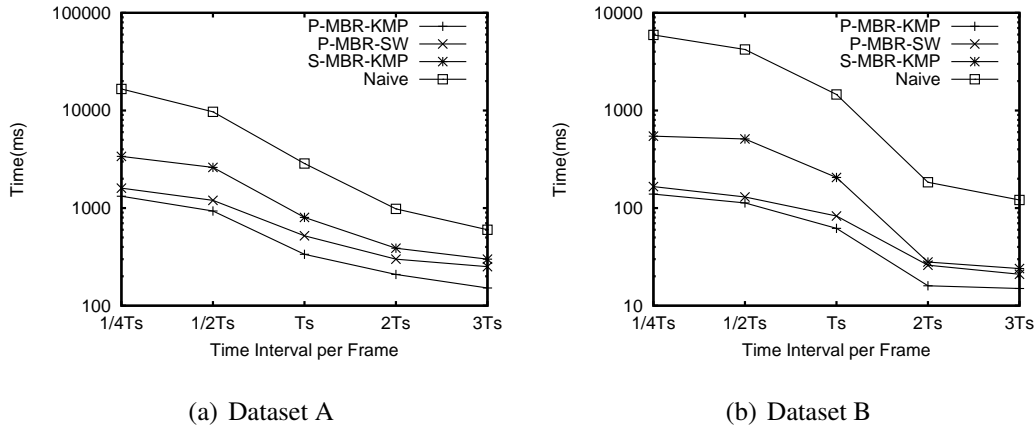 100000
10000
1000
100
Time(ms)
P-MBR-KMP
P-MBR-SW
S-MBR-KMP
Naive
1/4Ts 1/2Ts Ts 2Ts 3Ts
Time Interval per Frame
(a) Dataset A
10000
1000
100
10
Time(ms)
P-MBR-KMP
P-MBR-SW
S-MBR-KMP
Naive
1/4Ts 1/2Ts Ts 2Ts 3Ts
Time Interval per Frame
(b) Dataset B